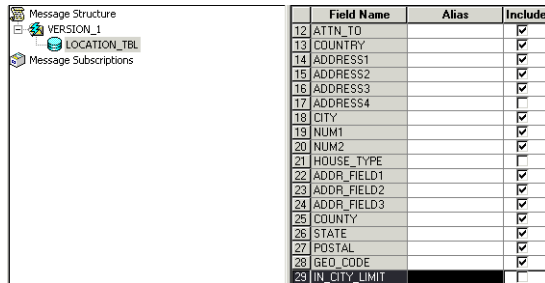 Message Structure
VERSION_1
LOCATION_TBL
Message Subscriptions
Field Name Alias Include
12 ATTN_TO
13 COUNTRY
14 ADDRESS1
15 ADDRESS2
16 ADDRESS3
17 ADDRESS4
18 CITY
19 NUM1
20 NUM2
21 HOUSE_TYPE
22 ADDR_FIELD1
23 ADDR_FIELD2
24 ADDR_FIELD3
25 COUNTY
26 STATE
27 POSTAL
28 GEO_CODE
29 IN_CITY_LIMIT